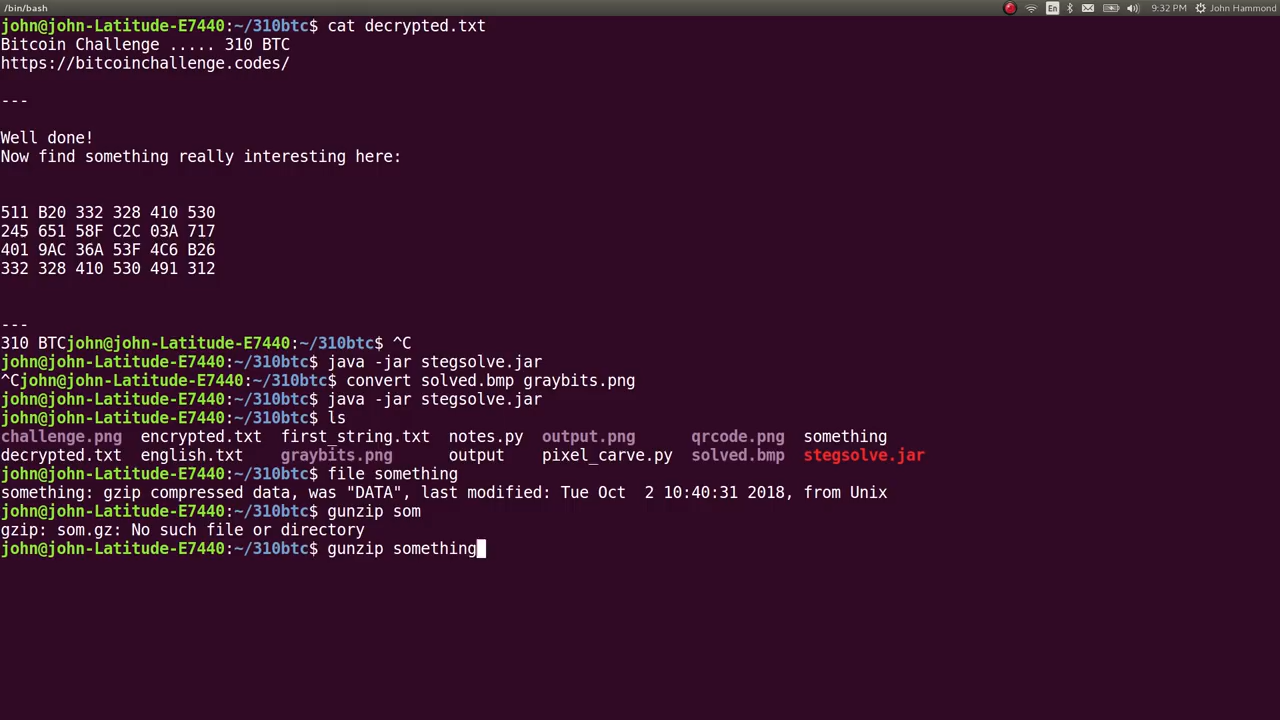 /bin/bash
En
9:32 PM
John Hammond
john@john-Latitude-E7440:~/310btc$ cat decrypted.txt
Bitcoin Challenge ..... 310 BTC
https://bitcoinchallenge.codes/
---
Well done!
Now find something really interesting here:
511 B20 332 328 410 530
245 651 58F C2C 03A 717
401 9AC 36A 53F 4C6 B26
332 328 410 530 491 312
---
310 BTCjohn@john-Latitude-E7440:~/310btc$ ^C
john@john-Latitude-E7440:~/310btc$ java -jar stegsolve.jar
^Cjohn@john-Latitude-E7440:~/310btc$ convert solved.bmp graybits.png
john@john-Latitude-E7440:~/310btc$ java -jar stegsolve.jar
john@john-Latitude-E7440:~/310btc$ ls
challenge.png  encrypted.txt  first_string.txt  notes.py  output.png      qrcode.png  something
decrypted.txt  english.txt    graybits.png      output    pixel_carve.py  solved.bmp  stegsolve.jar
john@john-Latitude-E7440:~/310btc$ file something
something: gzip compressed data, was "DATA", last modified: Tue Oct  2 10:40:31 2018, from Unix
john@john-Latitude-E7440:~/310btc$ gunzip som
gzip: som.gz: No such file or directory
john@john-Latitude-E7440:~/310btc$ gunzip something